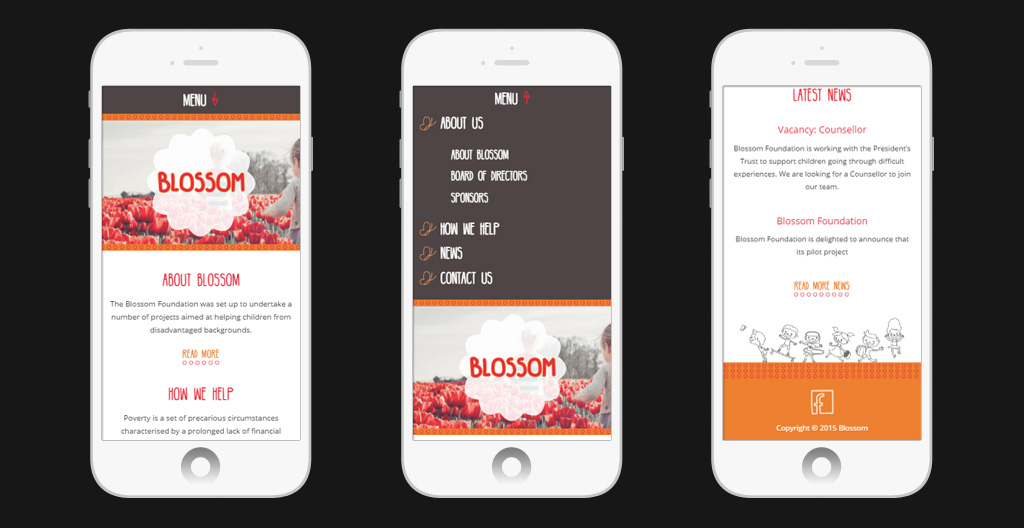 MENU
BLOSSOM
ABOUT BLOSSOM
The Blossom Foundation was set up to undertake a
number of projects aimed at helping children from
disadvantaged backgrounds.
READ MORE
HOW WE HELP
Poverty is a set of precarious circumstances
characterised by a prolonged lack of financial
MENU
ABOUT US
ABOUT BLOSSOM
BOARD OF DIRECTORS
SPONSORS
HOW WE HELP
NEWS
CONTACT US
BLOSSOM
LATEST NEWS
Vacancy: Counsellor
Blossom Foundation is working with the President's
Trust to support children going through difficult
experiences. We are looking for a Counsellor to join
our team.
Blossom Foundation
Blossom Foundation is delighted to announce that
its pilot project
READ MORE NEWS
Copyright © 2015 Blossom